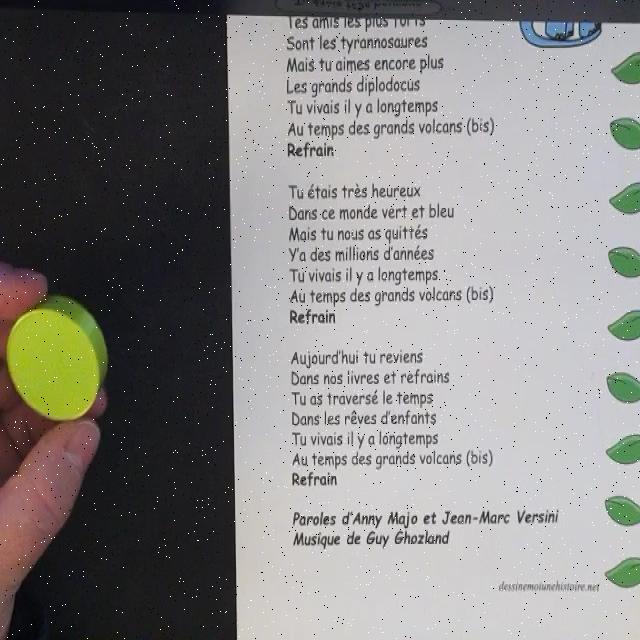 Tes amis les plus forts
Sont les tyrannosaures
Mais tu aimes encore plus
Les grands diplodocus
Tu vivais il y a longtemps
Au temps des grands volcans (bis)
Refrain
Tu étais très heureux
Dans ce monde vert et bleu
Mais tu nous as quittés
Y'a des millions d'années
Tu vivais il y a longtemps
Au temps des grands volcans (bis)
Refrain
Aujourd'hui tu reviens
Dans nos livres et refrains
Tu as traversé le temps
Dans les rêves d'enfants
Tu vivais il y a longtemps
Au temps des grands volcans (bis)
Refrain
Paroles d'Anny Majo et Jean-Marc Versini
Musique de Guy Ghozland
dessinemoiunehistoire.net